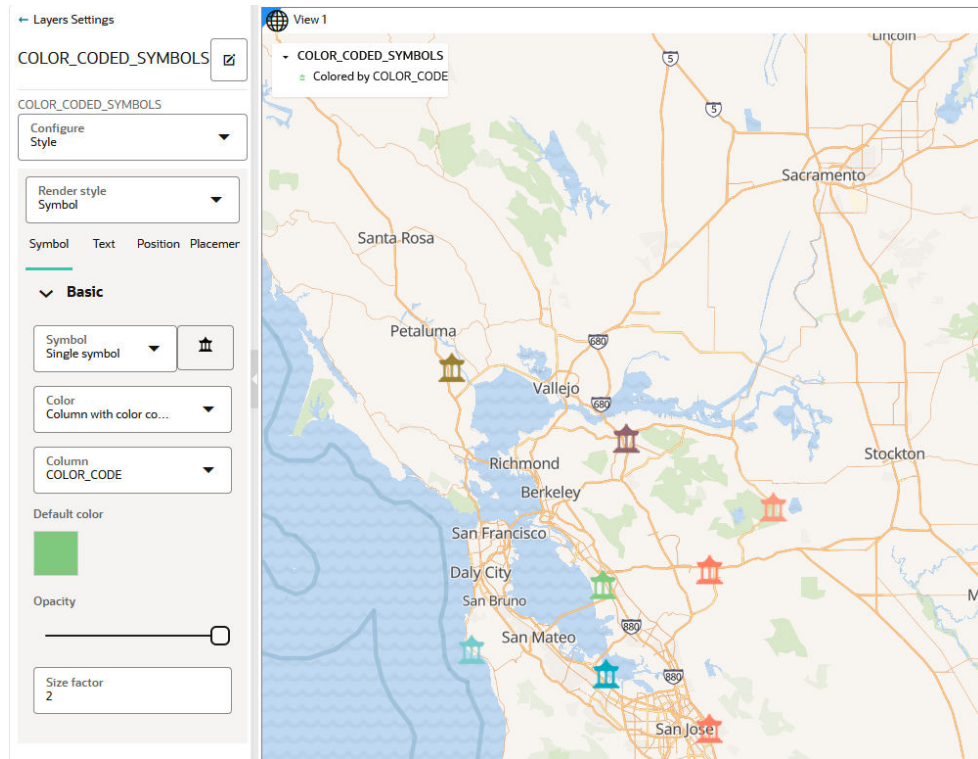 ← Layers Settings
COLOR_CODED_SYMBOLS
COLOR_CODED_SYMBOLS
Configure
Style
Render style
Symbol
Symbol Text Position Placemer
Basic
Symbol
Single symbol
Color
Column with color co...
Column
COLOR_CODE
Default color
Opacity
Size factor
2
View 1
COLOR_CODED_SYMBOLS
Colored by COLOR_CODE
Lincoln
5
5
Sacramento
Santa Rosa
Petaluma
680
Vallejo
680
Stockton
Richmond
Berkeley
San Francisco
Daly City
San Bruno
M
880
San Mateo
880
San Jose